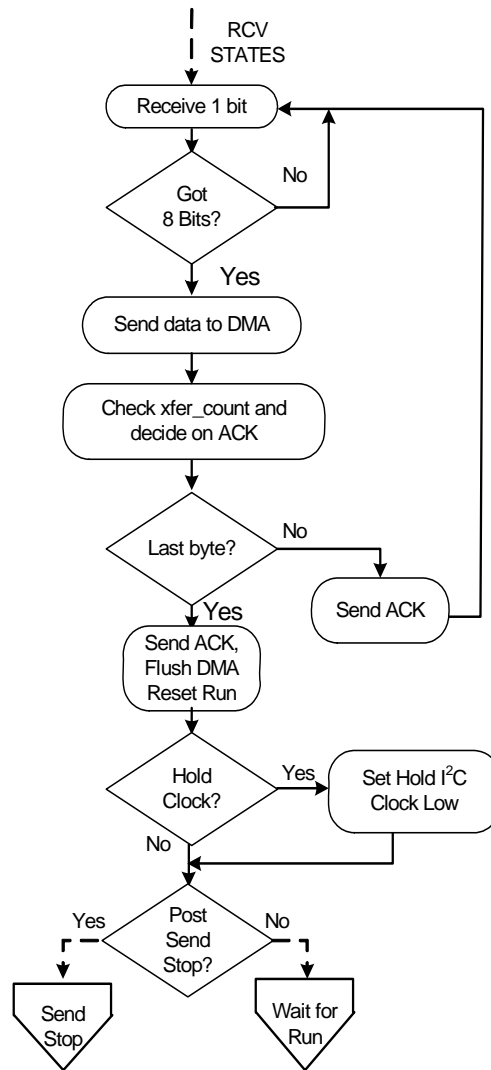 RCV
STATES
Receive 1 bit
No
Got
8 Bits?
Yes
Send data to DMA
Check xfer_count and
decide on ACK
No
Last byte?
Send ACK
Yes
Send ACK,
Flush DMA
Reset Run
Hold
Clock?
Yes
Set Hold I²C
Clock Low
No
Yes
Post
Send
Stop?
No
Send
Stop
Wait for
Run